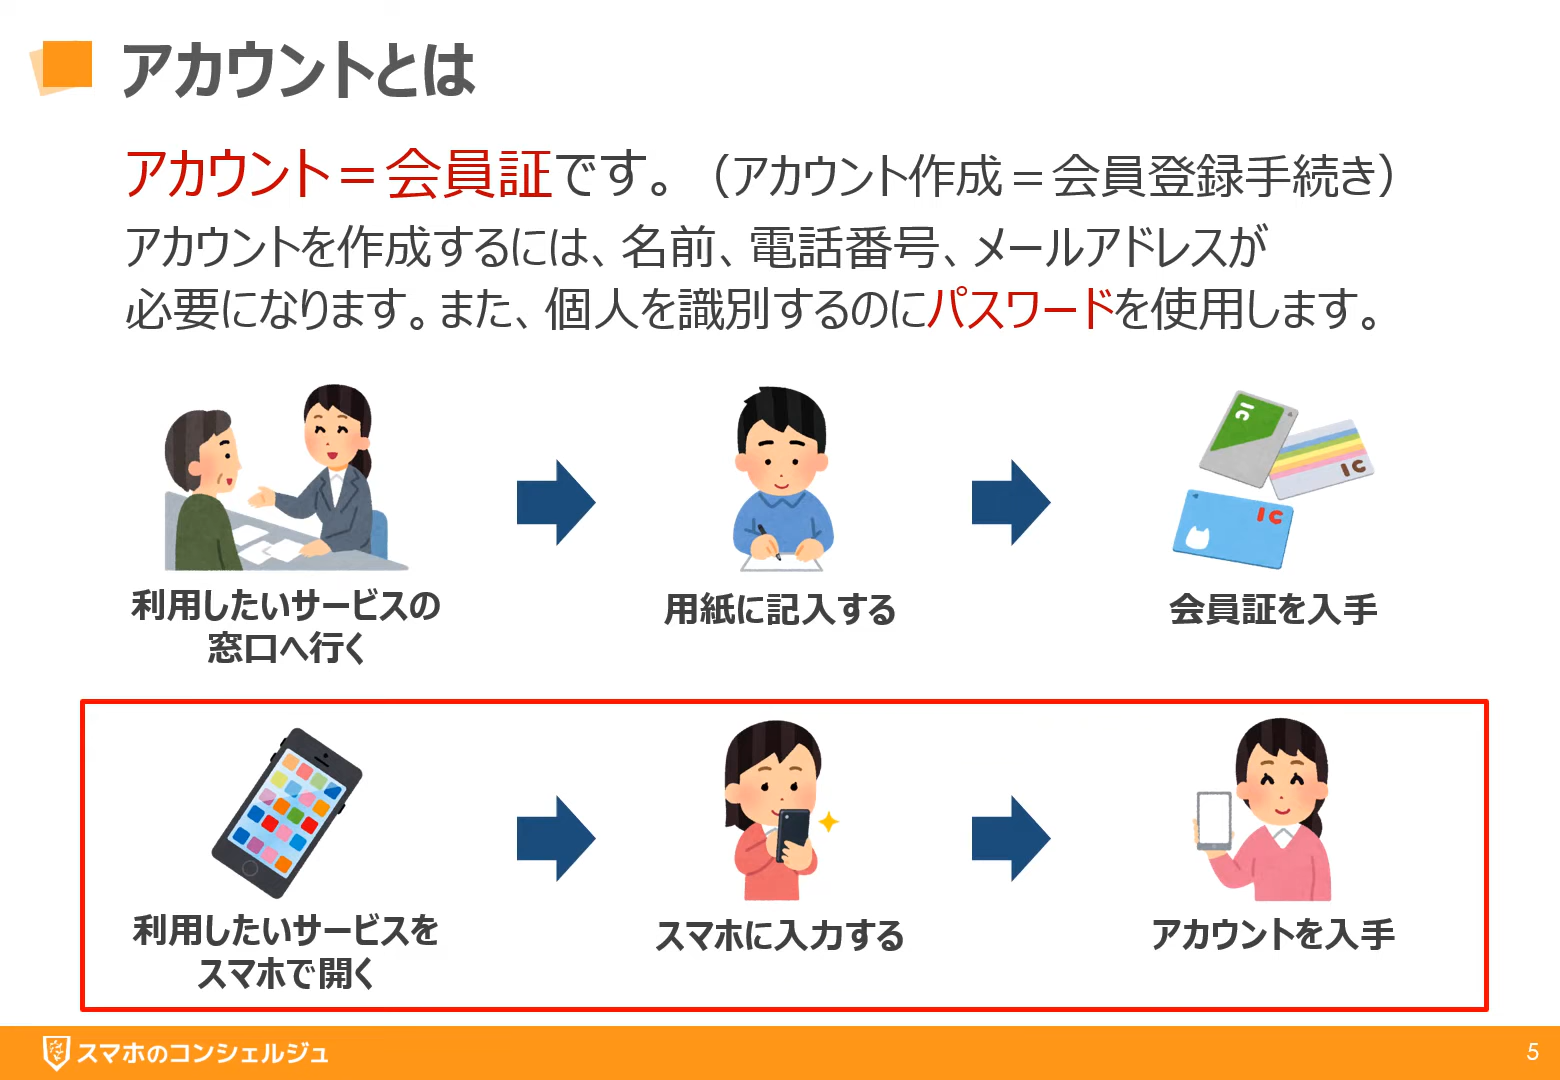 アカウントとは
アカウント＝会員証です。（アカウント作成＝会員登録手続き）
アカウントを作成するには、名前、電話番号、メールアドレスが
必要になります。また、個人を識別するのにパスワードを使用します。
利用したいサービスの
窓口へ行く
用紙に記入する
IC
IC
IC
会員証を入手
利用したいサービスを
スマホで開く
スマホに入力する
アカウントを入手
スマホのコンシェルジュ
5